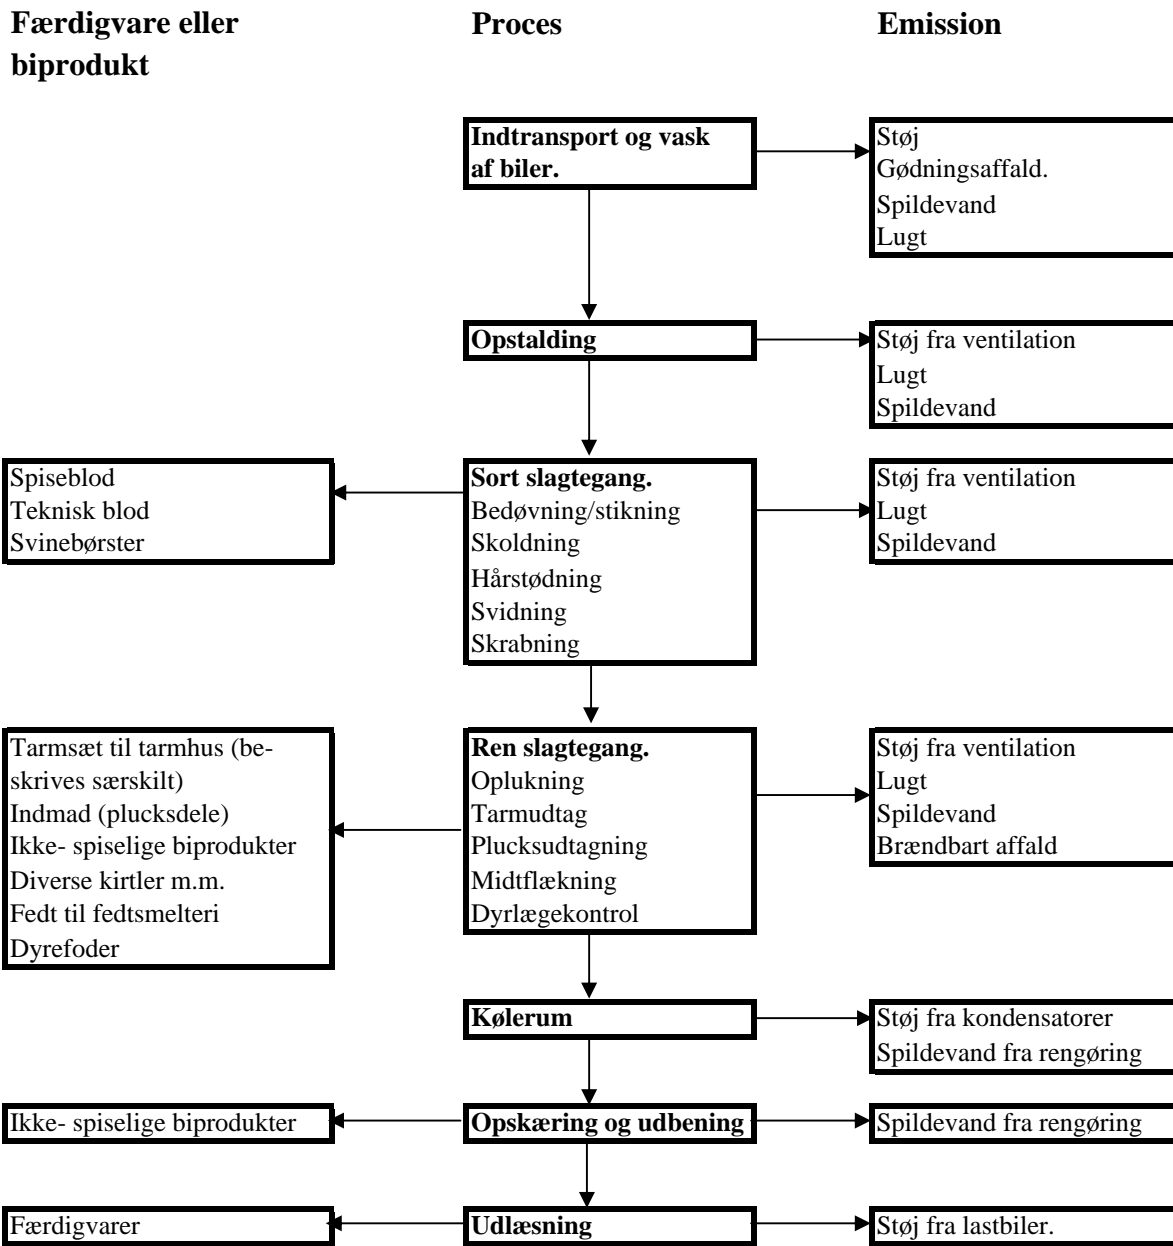 Færdigvare eller
biprodukt
Proces
Emission
Indtransport og vask
af biler.
Støj
Gødningsaffald.
Spildevand
Lugt
Opstalding
Støj fra ventilation
Lugt
Spildevand
Spiseblod
Teknisk blod
Svinebørster
Sort slagtegang.
Bedøvning/stikning
Skoldning
Hårstødning
Svidning
Skrabning
Støj fra ventilation
Lugt
Spildevand
Tarmsæt til tarmhus (be-
skrives særskilt)
Indmad (plucksdele)
Ikke- spiselige biprodukter
Diverse kirtler m.m.
Fedt til fedtsmelteri
Dyrefoder
Ren slagtegang.
Oplukning
Tarmudtag
Plucksudtagning
Midtflækning
Dyrlægekontrol
Støj fra ventilation
Lugt
Spildevand
Brændbart affald
Kølerum
Støj fra kondensatorer
Spildevand fra rengøring
Ikke- spiselige biprodukter
Opskæring og udbening
Spildevand fra rengøring
Færdigvarer
Udlæsning
Støj fra lastbiler.